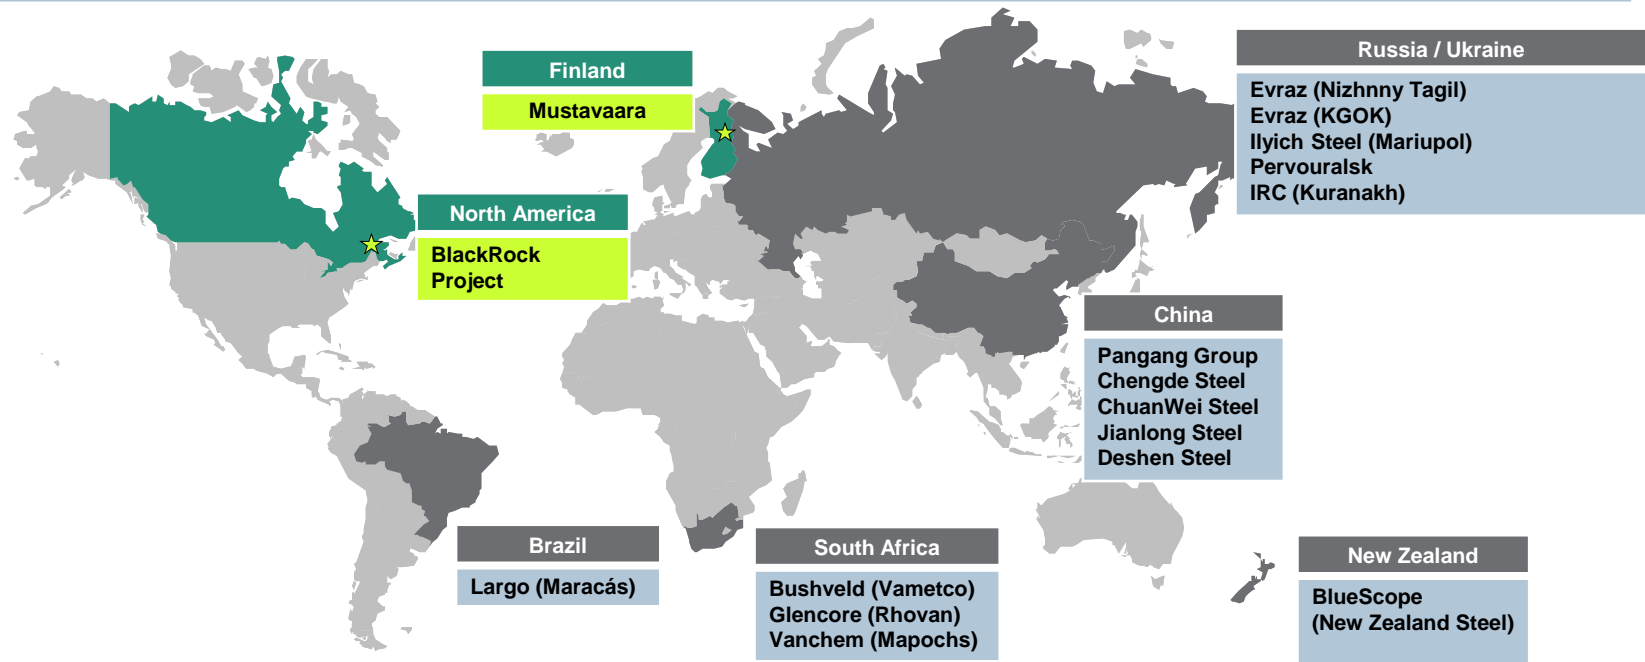 Finland
Mustavaara
North America
BlackRock
Project
Russia / Ukraine
Evraz (Nizhnny Tagil)
Evraz (KGOK)
Ilyich Steel (Mariupol)
Pervouralsk
IRC (Kuranakh)
China
Pangang Group
Chengde Steel
ChuanWei Steel
Jianlong Steel
Deshen Steel
Brazil
Largo (Maracás)
South Africa
Bushveld (Vametco)
Glencore (Rhovan)
Vanchem (Mapochs)
New Zealand
BlueScope
(New Zealand Steel)